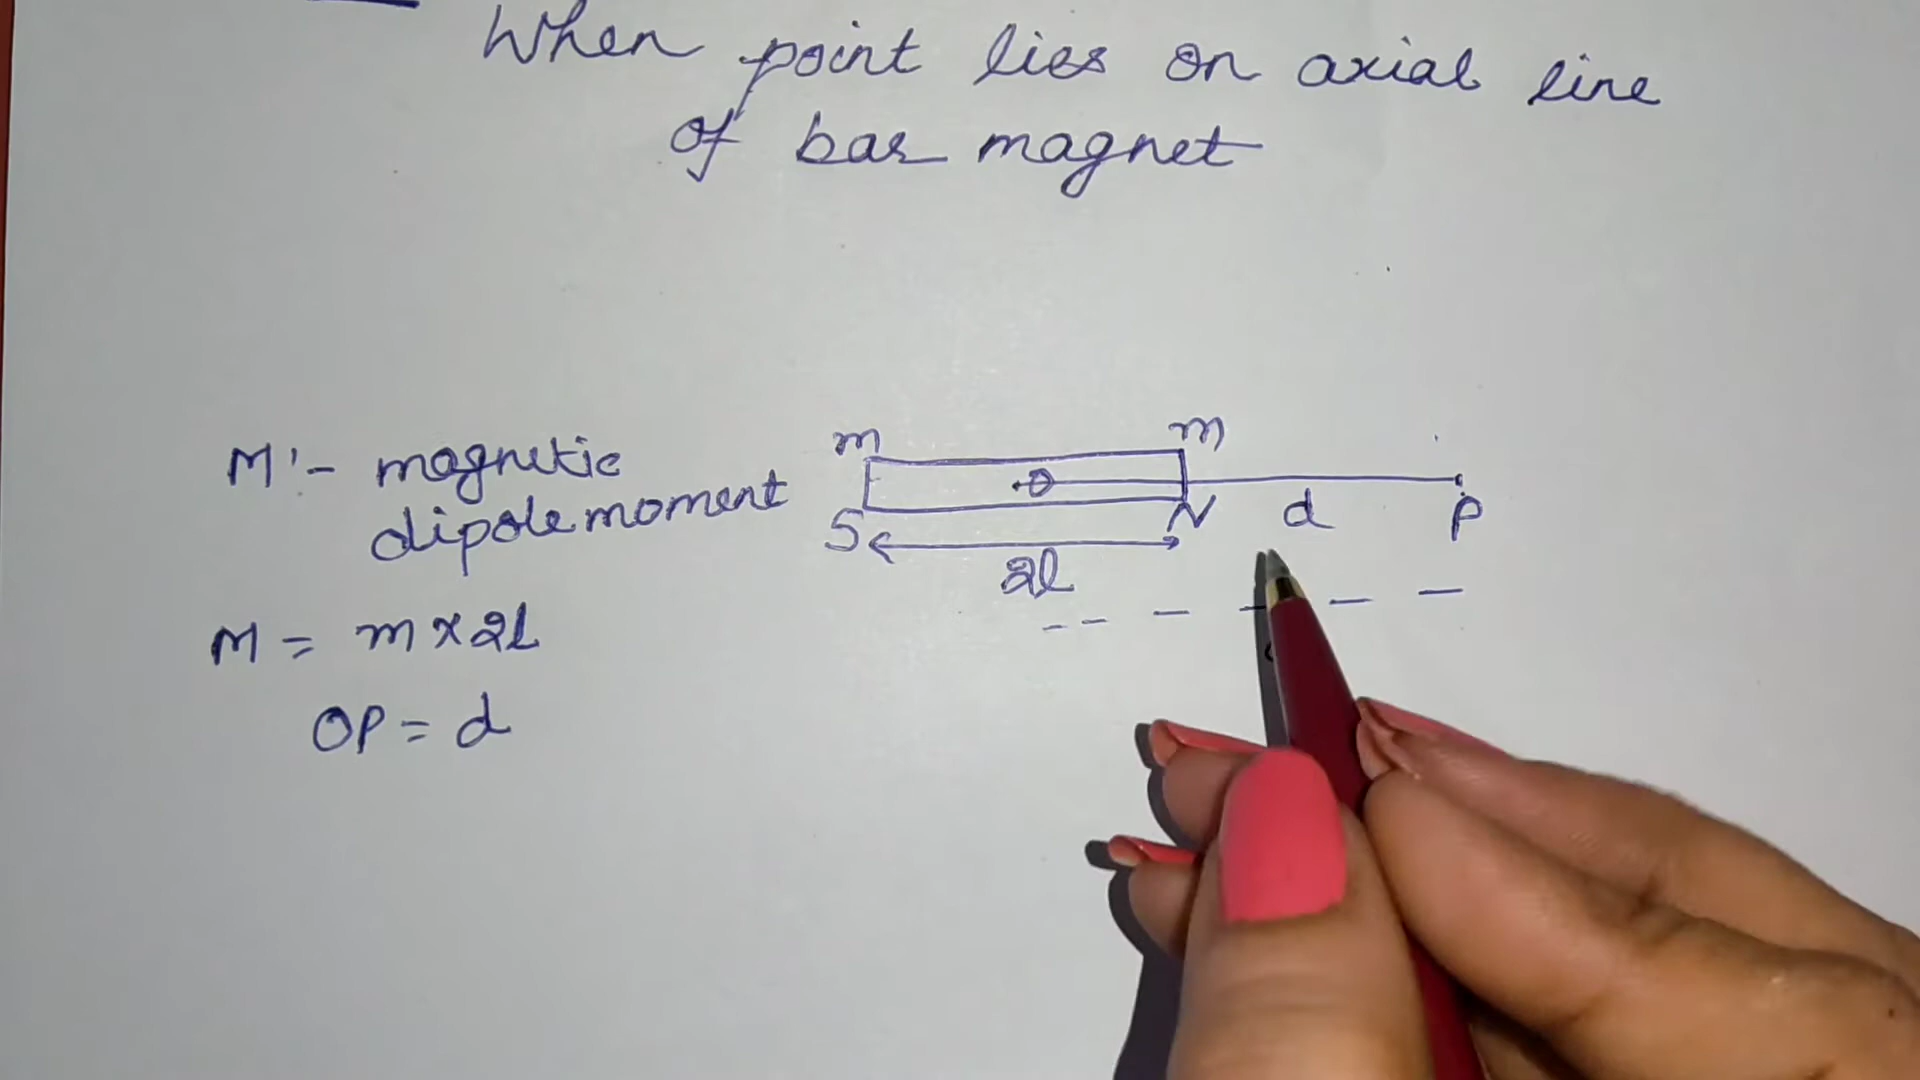 When point lies on axial line
of bar magnet
M'- magnetic
dipole moment
m m
O
S N d P
2l
M = m x 2l
OP = d